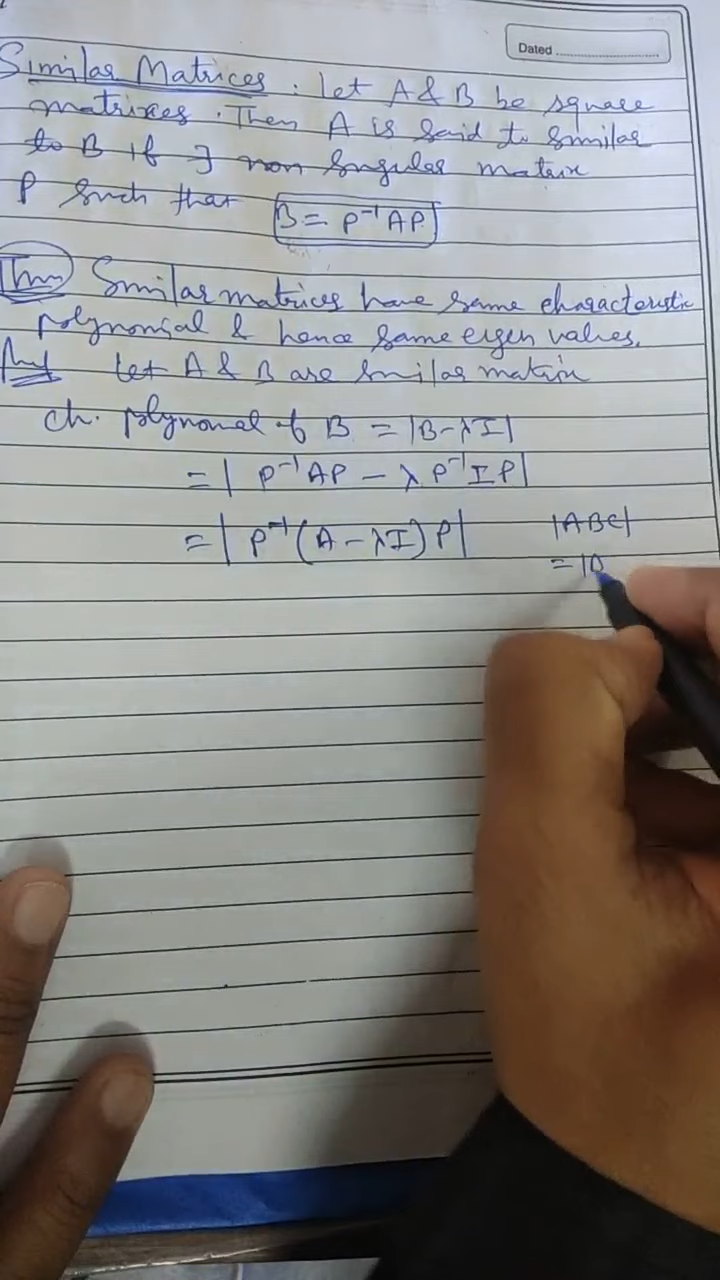 Dated
Similar Matrices : Let A & B be square
matrixes. Then A is said to similar
to B if ∃ non singular matrix
P such that B = P⁻¹AP
Thm Similar matrices have same characteristic
polynomial & hence same eigen values.
Let A & B are similar matrix
Ch. polynomial of B = |B-λI|
= | P⁻¹AP - λP⁻¹IP|
= | P⁻¹(A-λI)P|
|ABC|
= |